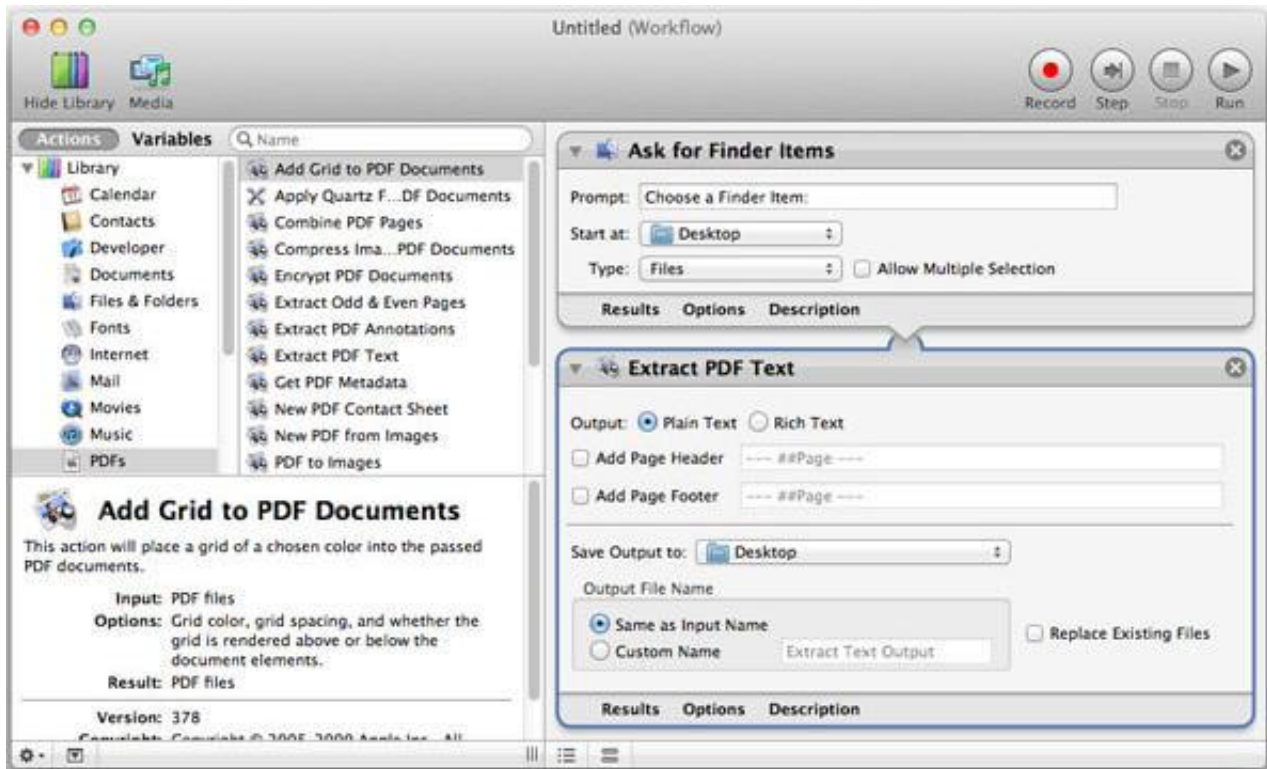 Untitled (Workflow)
Hide Library Media
Record Step Stop Run
Actions Variables Name
Library
Calendar
Contacts
Developer
Documents
Files & Folders
Fonts
Internet
Mail
Movies
Music
PDFs
Add Grid to PDF Documents
Apply Quartz F...DF Documents
Combine PDF Pages
Compress Ima...PDF Documents
Encrypt PDF Documents
Extract Odd & Even Pages
Extract PDF Annotations
Extract PDF Text
Get PDF Metadata
New PDF Contact Sheet
New PDF from Images
PDF to Images
Add Grid to PDF Documents
This action will place a grid of a chosen color into the passed
PDF documents.
Input: PDF files
Options: Grid color, grid spacing, and whether the
grid is rendered above or below the
document elements.
Result: PDF files
Version: 378
Copyright: Copyright © 2005-2009 Apple Inc. All
Ask for Finder Items
Prompt: Choose a Finder Item:
Start at: Desktop
Type: Files Allow Multiple Selection
Results Options Description
Extract PDF Text
Output: Plain Text Rich Text
Add Page Header --- ##Page ---
Add Page Footer --- ##Page ---
Save Output to: Desktop
Output File Name
Same as Input Name
Custom Name Extract Text Output
Replace Existing Files
Results Options Description